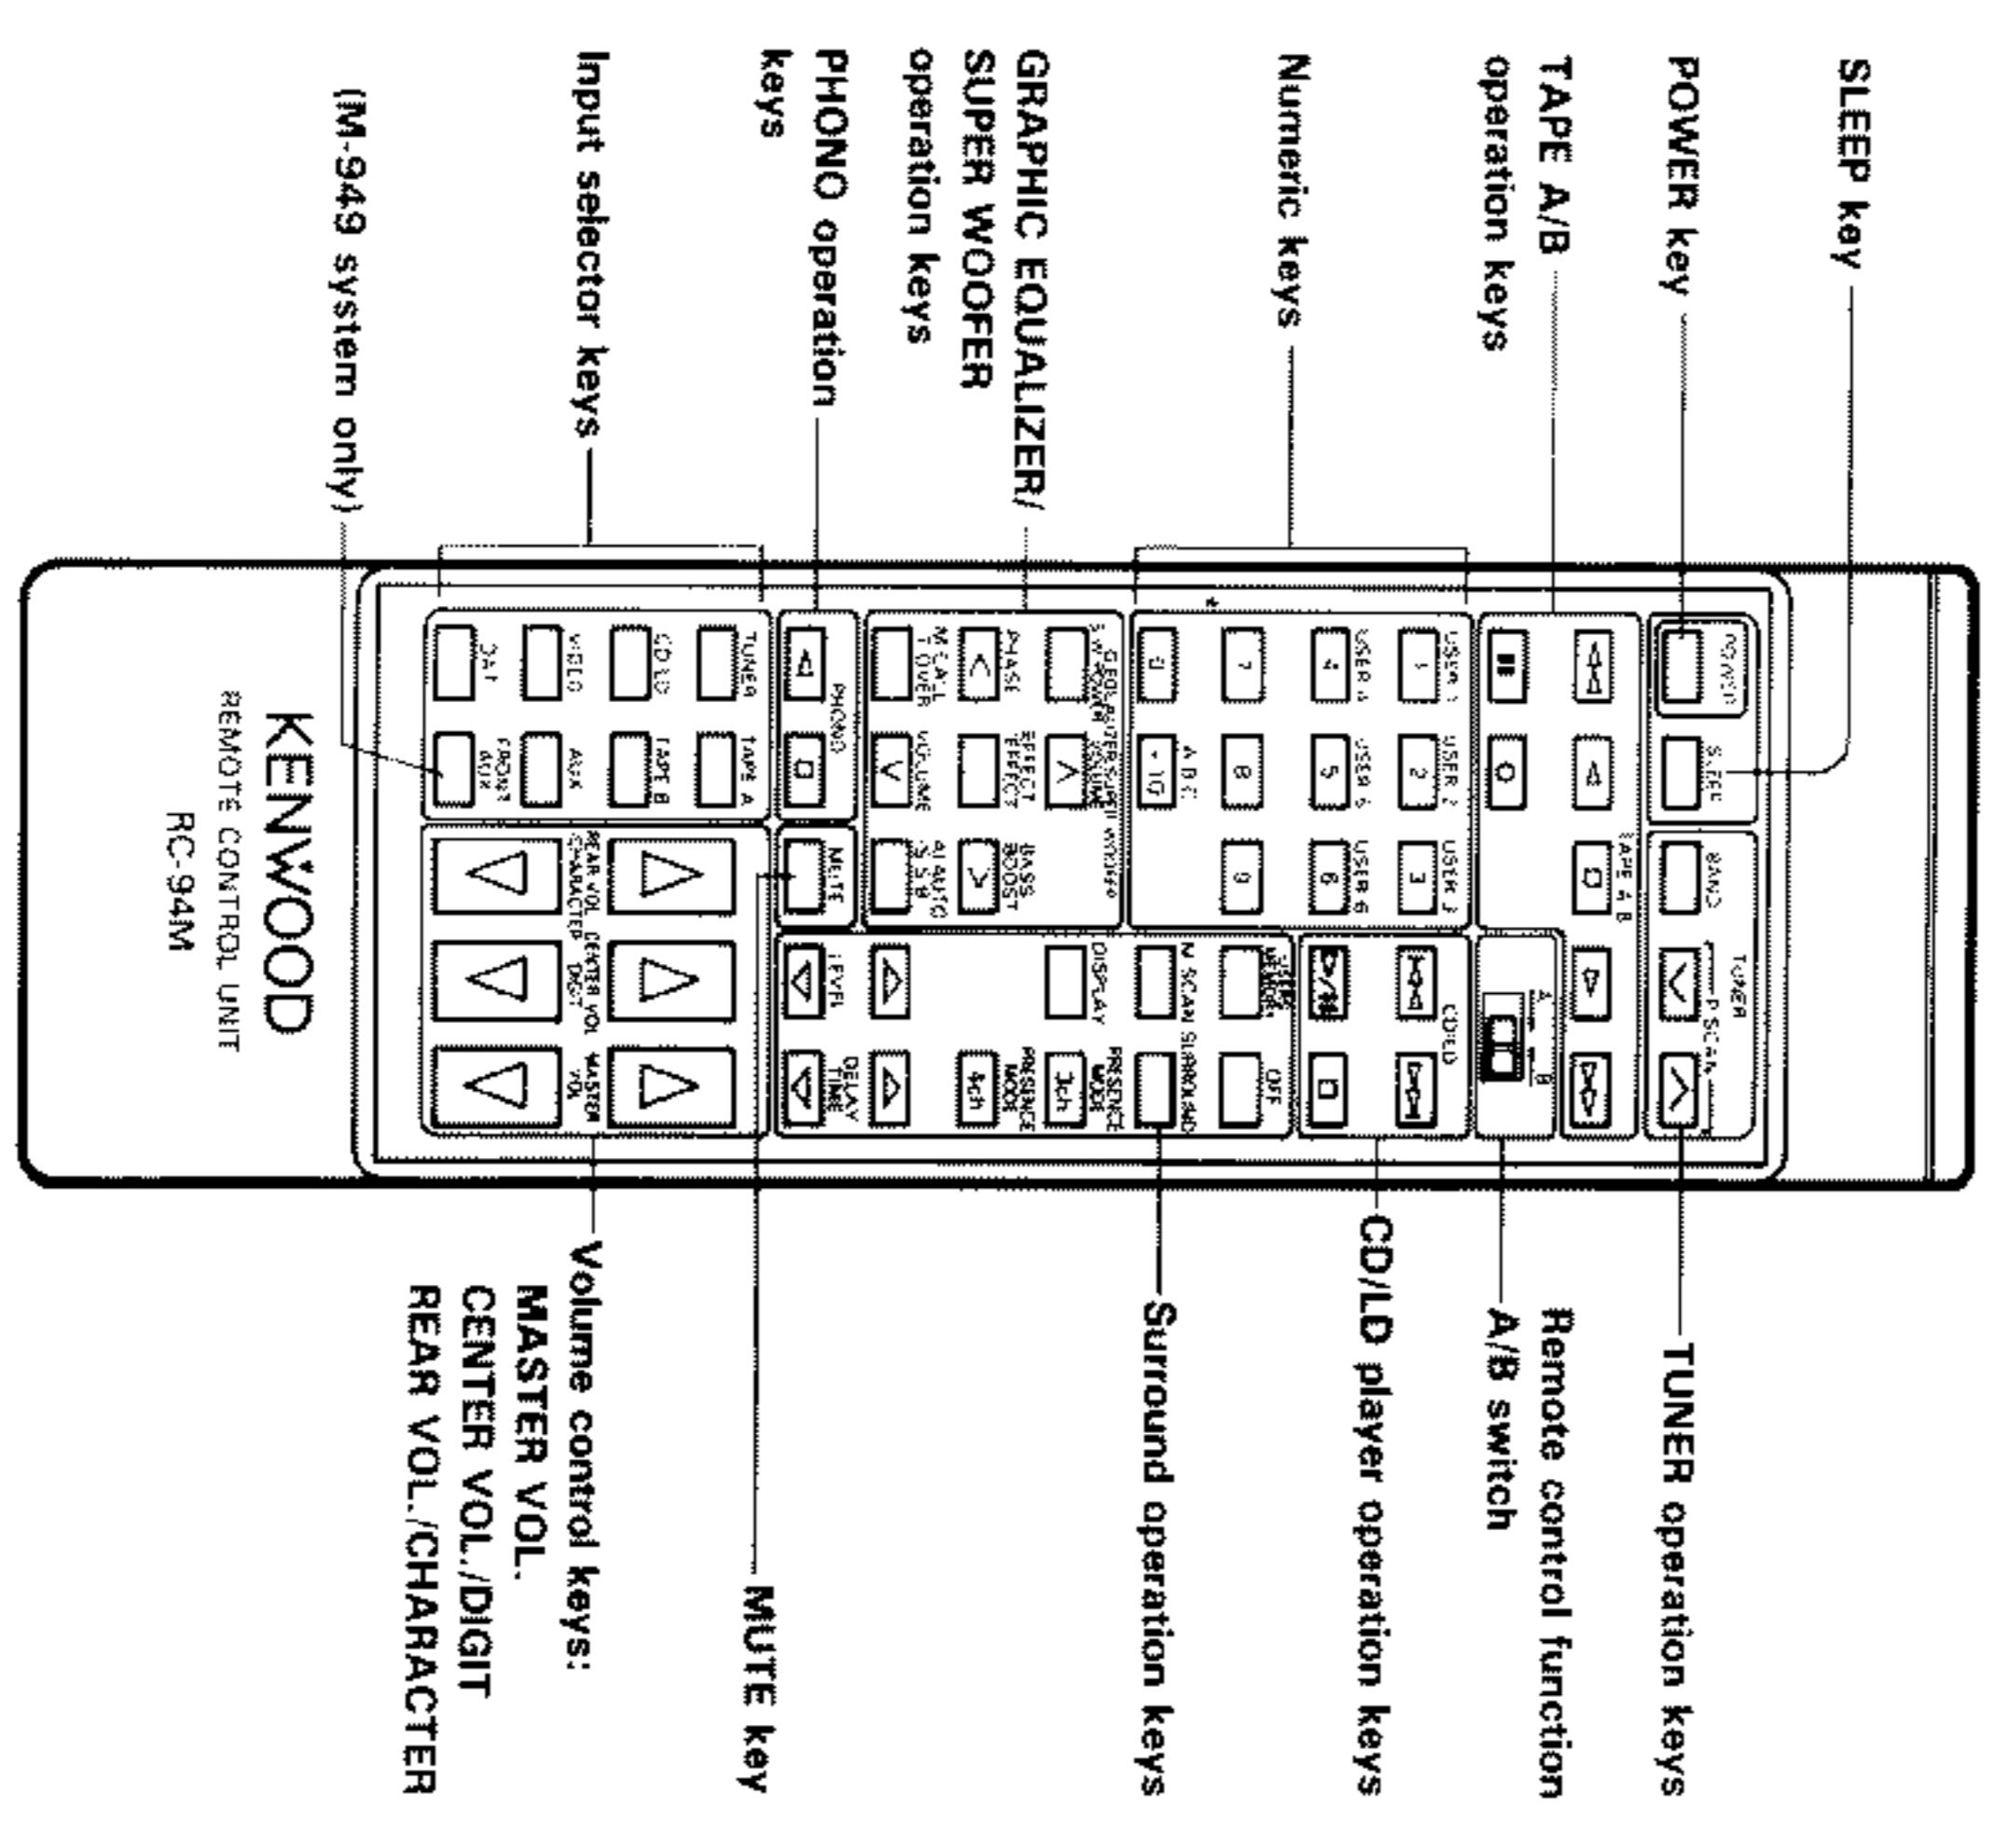 SLEEP key
POWER key
TAPE A/B
operation keys
Numeric keys
GRAPHIC EQUALIZER/
SUPER WOOFER
operation keys
PHONO operation
keys
Input selector keys
(M-949 system only)
POWER
SLEEP
BAND
TUNER
P.SCAN
TAPE A B
A
B
USER 1
USER 2
USER 3
1
2
3
USER 4
USER 5
USER 6
4
5
6
7
8
9
0
+10
CD/LD
OFF
N SCAN SURROUND
DISPLAY
PRESENCE
MODE
3ch
PRESENCE
MODE
4ch
PHASE
EFFECT
BASS
BOOST
VOLUME
PHONO
MUTE
LEVEL
DELAY
TIME
TUNER
TAPE A
CD/LD
TAPE B
VIDEO
AUX
DAT
FRONT
AUX
REAR VOL CENTER VOL MASTER
CHARACTER DIGIT VOL
KENWOOD
REMOTE CONTROL UNIT
RC-94M
TUNER operation keys
Remote control function
A/B switch
CD/LD player operation keys
Surround operation keys
MUTE key
Volume control keys:
MASTER VOL.
CENTER VOL./DIGIT
REAR VOL./CHARACTER